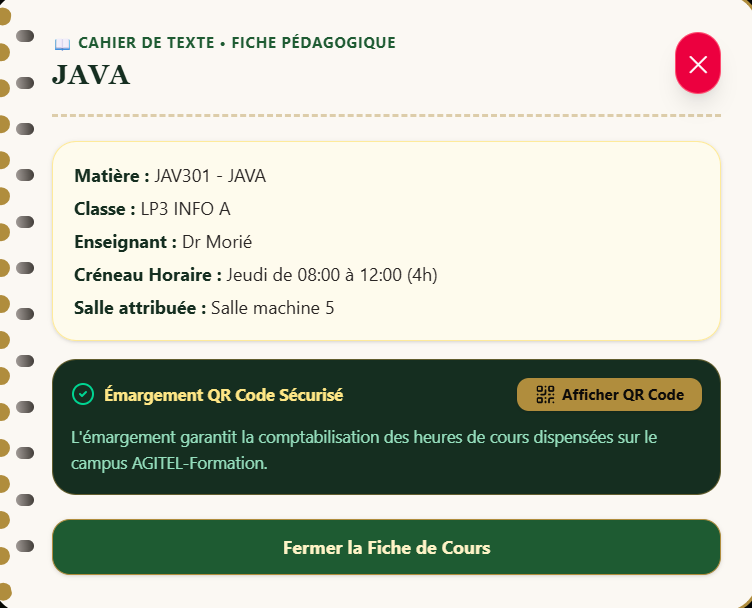 📖 CAHIER DE TEXTE • FICHE PÉDAGOGIQUE
JAVA
Matière : JAV301 - JAVA
Classe : LP3 INFO A
Enseignant : Dr Morié
Créneau Horaire : Jeudi de 08:00 à 12:00 (4h)
Salle attribuée : Salle machine 5
Émargement QR Code Sécurisé
Afficher QR Code
L'émargement garantit la comptabilisation des heures de cours dispensées sur le
campus AGITEL-Formation.
Fermer la Fiche de Cours